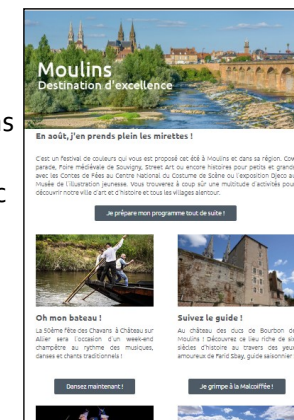 Moulins
Destination d'excellence
En août, j'en prends plein les mirettes !
C'est un festival de couleurs qui vous est proposé cet été à Moulins et dans sa région. Cow
parade, Foire médiévale de Souvigny, Street Art ou encore histoires pour petits et grands
avec les Contes de Fées au Centre National du Costume de Scène ou l'exposition Djeco au
Musée de l'illustration jeunesse. Vous trouverez à coup sûr une multitude d'activités pour
découvrir notre ville d'art et d'histoire et tous les villages alentour.
Je prépare mon programme tout de suite !
Oh mon bateau !
La 50ème fête des Chavans à Château sur
Allier sera l'occasion d'un week-end
champêtre au rythme des musiques,
danses et chants traditionnels !
Dansez maintenant !
Suivez le guide !
Au château des ducs de Bourbon de
Moulins ! Découvrez ce lieu riche de six
siècles d'histoire au travers des yeux
amoureux de Farid Sbay, guide saisonnier
Je grimpe à la Malcoiffée !